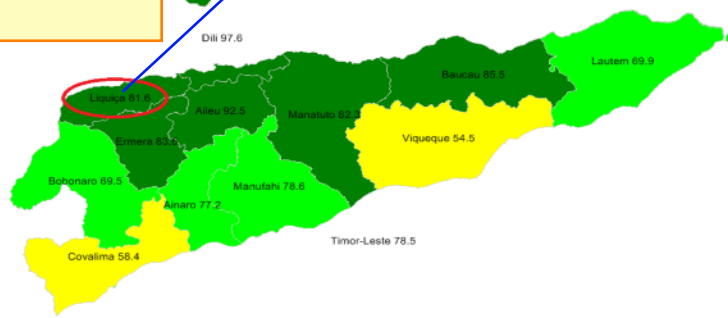 Dili 97.6
Lautem 69.9
Baucau 85.5
Liquiça 81.6
Aileu 92.5
Manatuto 82.3
Viqueque 54.5
Ermera 83.6
Bobonaro 69.5
Manufahi 78.6
Ainaro 77.2
Timor-Leste 78.5
Covalima 58.4